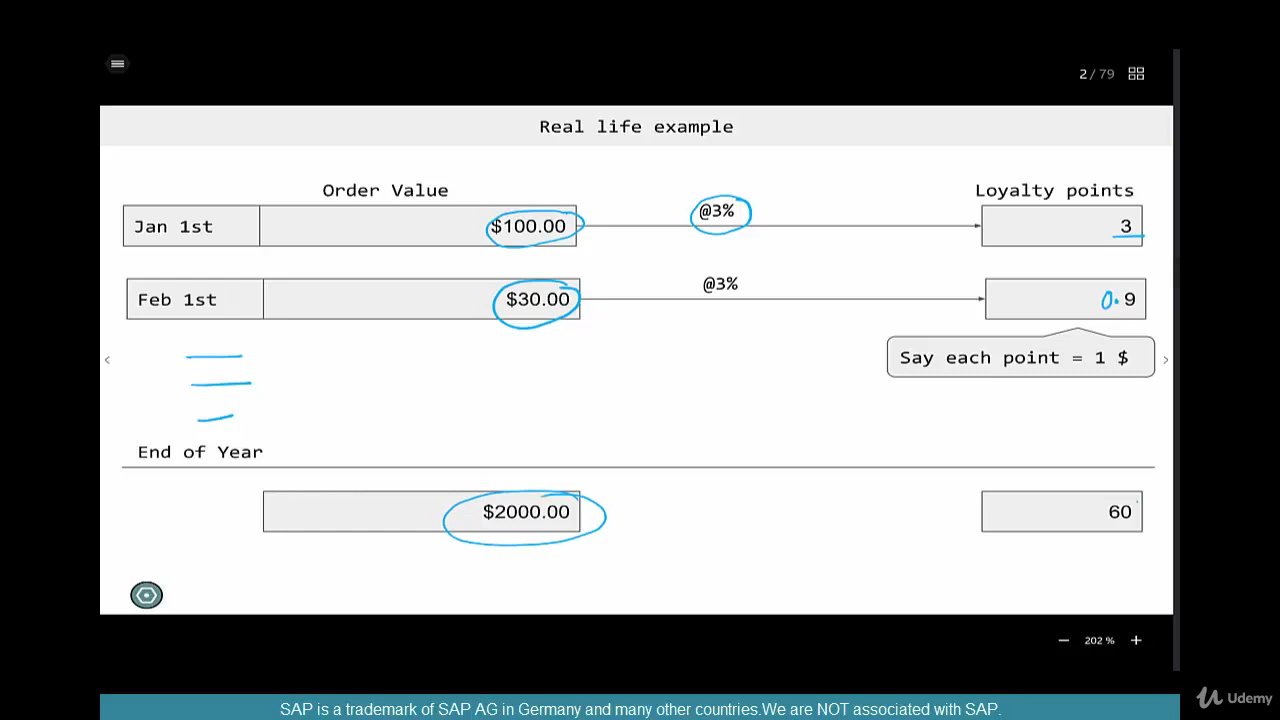 2 / 79
Real life example
Order Value
Loyalty points
Jan 1st
$100.00
@3%
3
Feb 1st
$30.00
@3%
0.9
Say each point = 1 $
End of Year
$2000.00
60
202 %
SAP is a trademark of SAP AG in Germany and many other countries.We are NOT associated with SAP.
Udemy